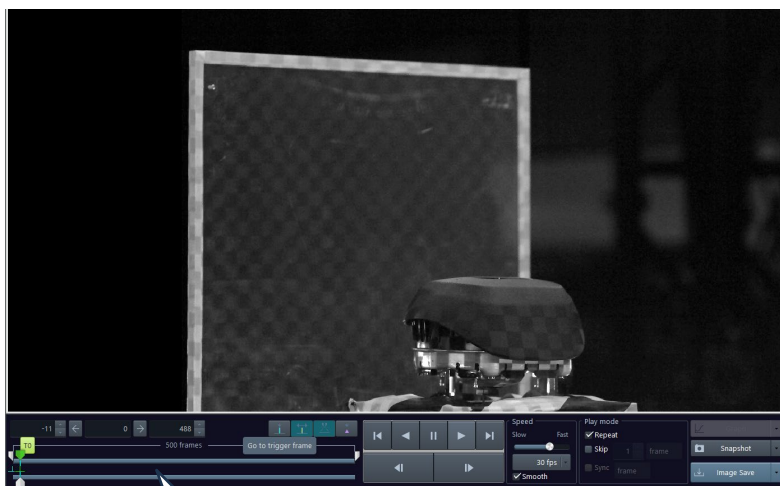 -11 0 488
T0
500 frames
Go to trigger frame
Speed
Slow Fast
30 fps
Smooth
Play mode
Repeat
Skip 1 frame
Sync frame
Snapshot
Image Save